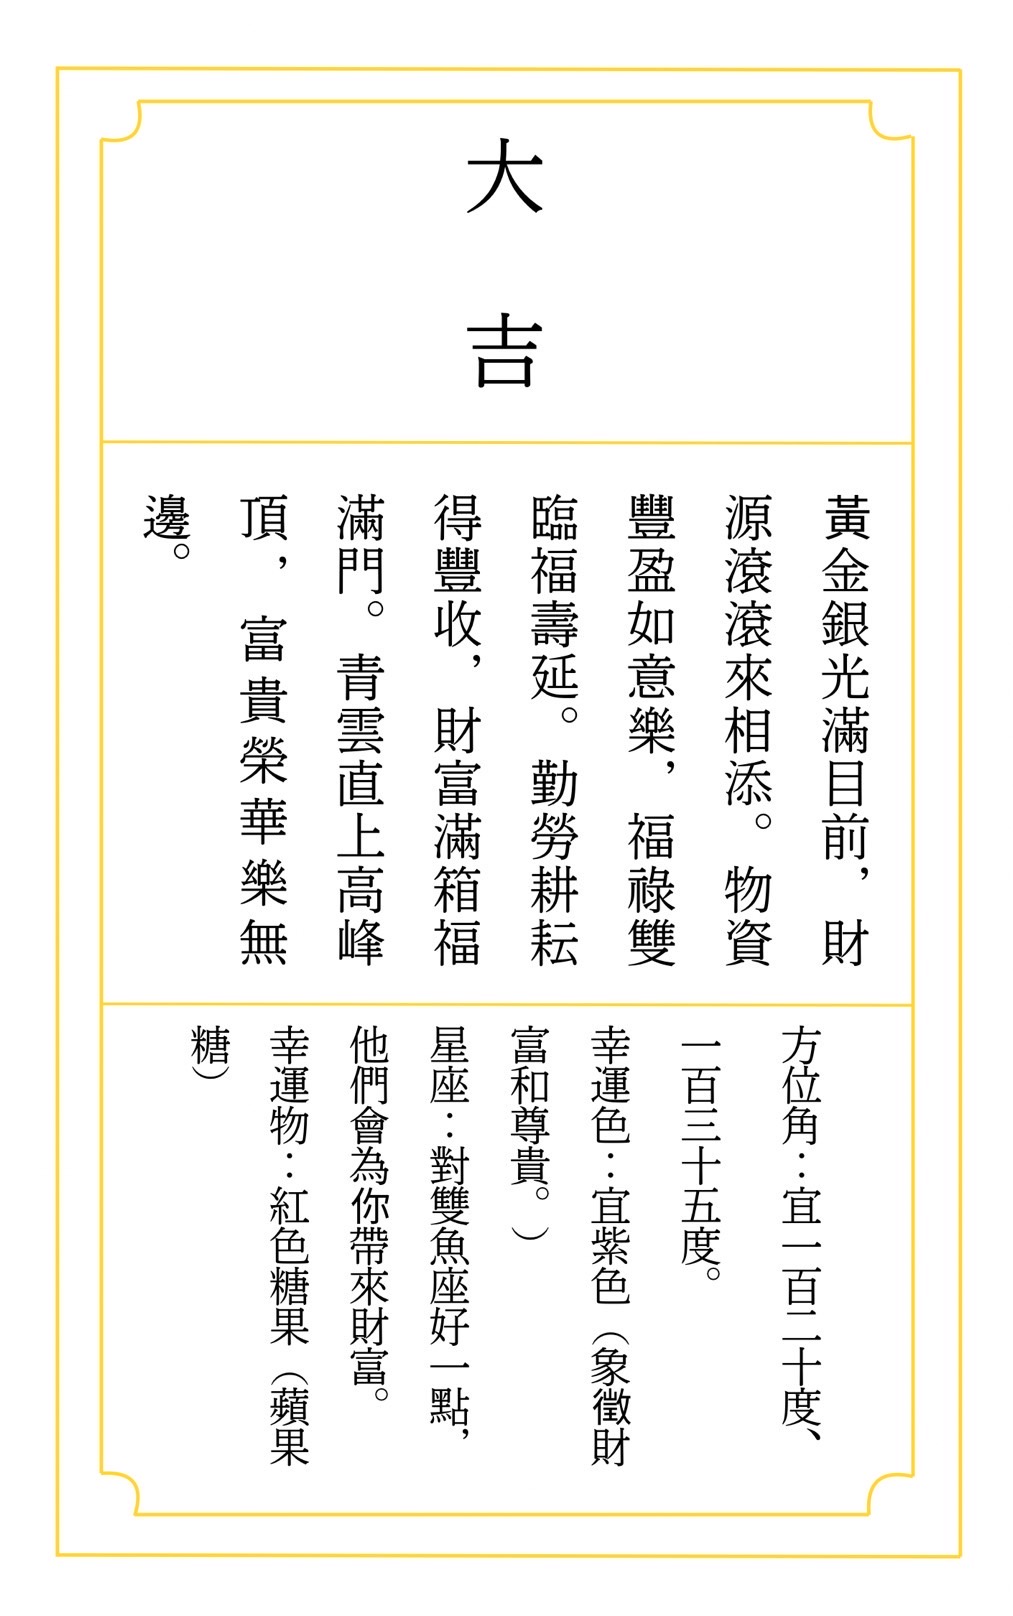 大吉
黃金銀光滿目前，財
源滾滾來相添。物資
豐盈如意樂，福祿雙
臨福壽延。勤勞耕耘
得豐收，財富滿箱福
滿門。青雲直上高峰
頂，富貴榮華樂無
邊。
方位角：宜一百二十度、
一百三十五度。
幸運色：宜紫色（象徵財
富和尊貴。）
星座：對雙魚座好一點，
他們會為你帶來財富。
幸運物：紅色糖果（蘋果
糖）